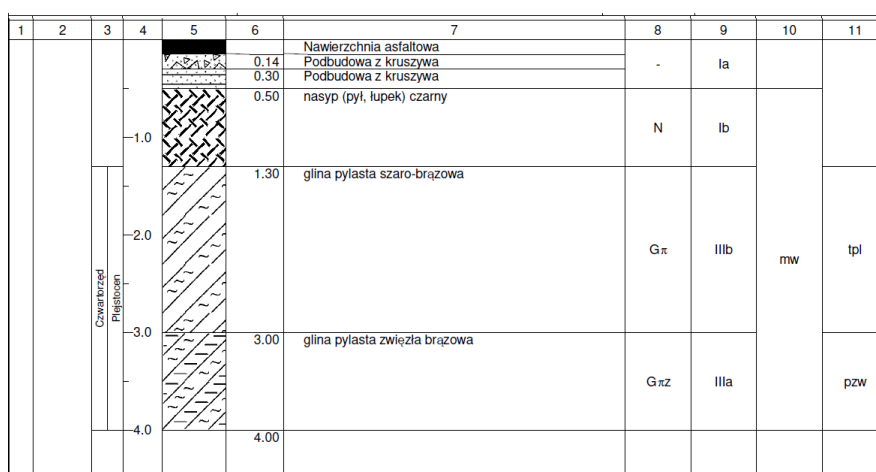 1 2 3 4 5 6 7 8 9 10 11
Nawierzchnia asfaltowa
0.14 Podbudowa z kruszywa - Ia
0.30 Podbudowa z kruszywa
0.50 nasyp (pył, łupek) czarny
-1.0 N Ib
1.30 glina pylasta szaro-brązowa
-2.0
Gπ IIIb mw tpl
Czwartorzęd
Plejstocen
-3.0
3.00 glina pylasta zwięzła brązowa
Gπz IIIa pzw
-4.0
4.00